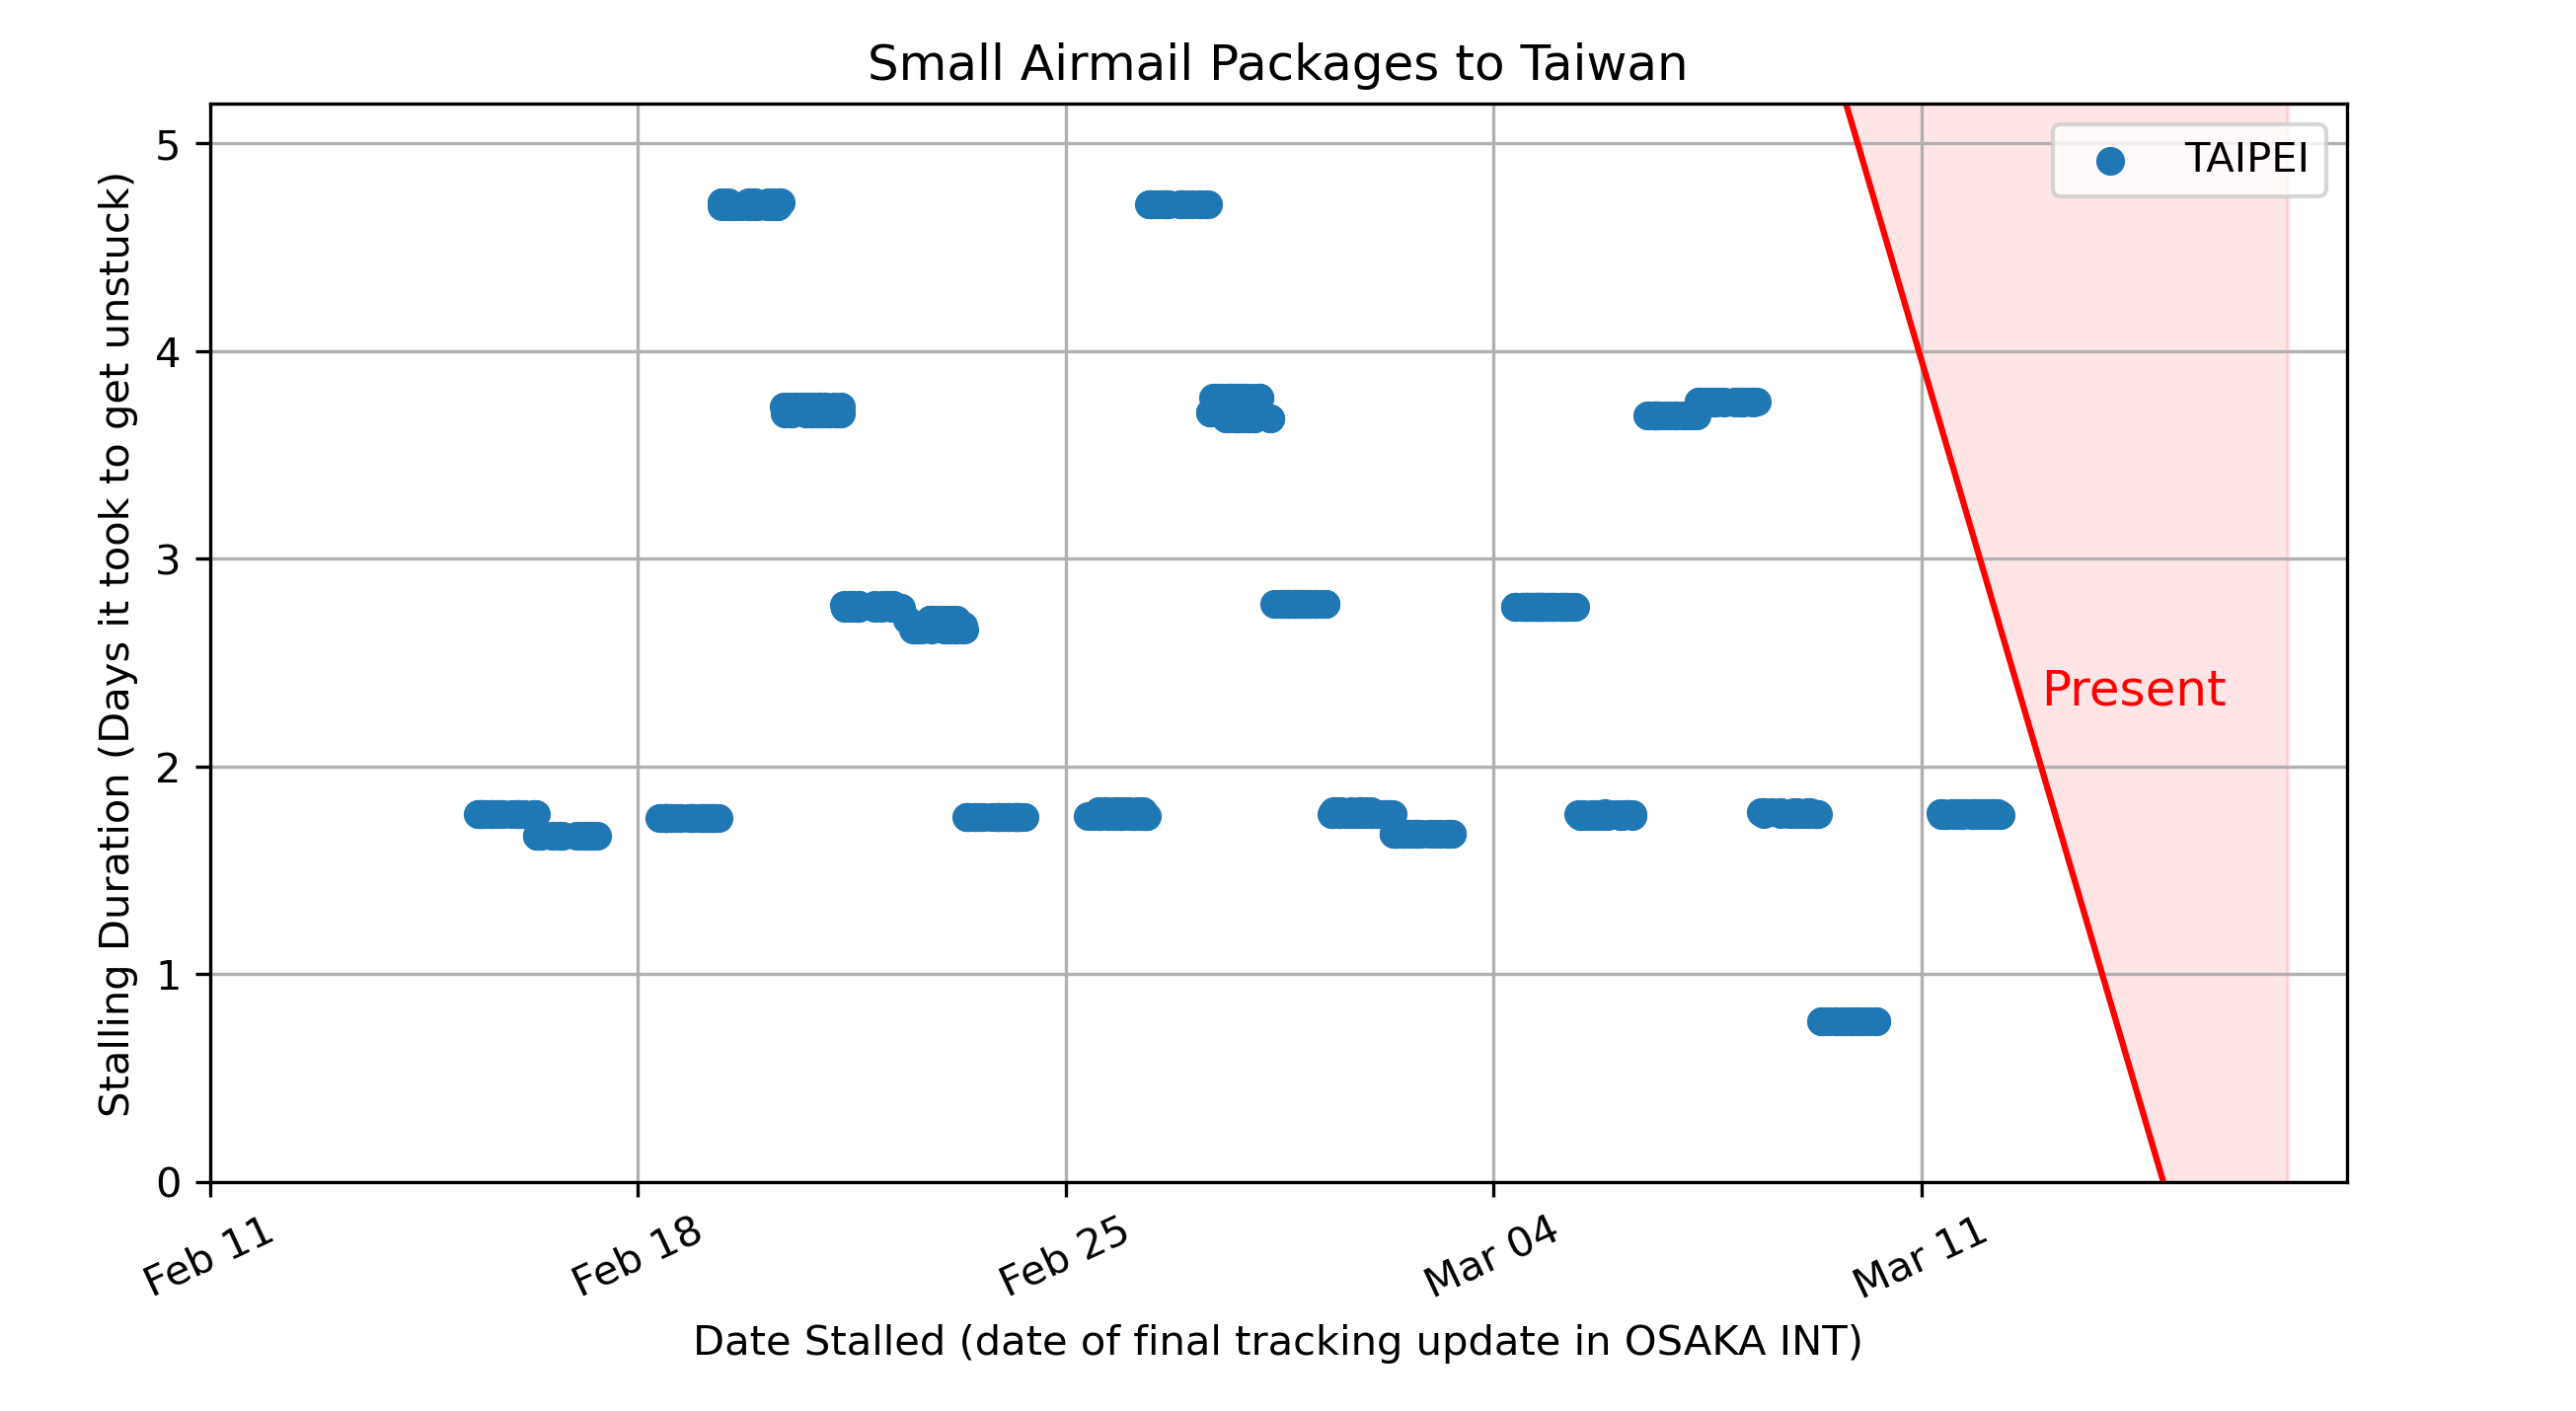 Small Airmail Packages to Taiwan
Stalling Duration (Days it took to get unstuck)
5
4
3
2
1
0
TAIPEI
Present
Feb 11
Feb 18
Feb 25
Mar 04
Mar 11
Date Stalled (date of final tracking update in OSAKA INT)